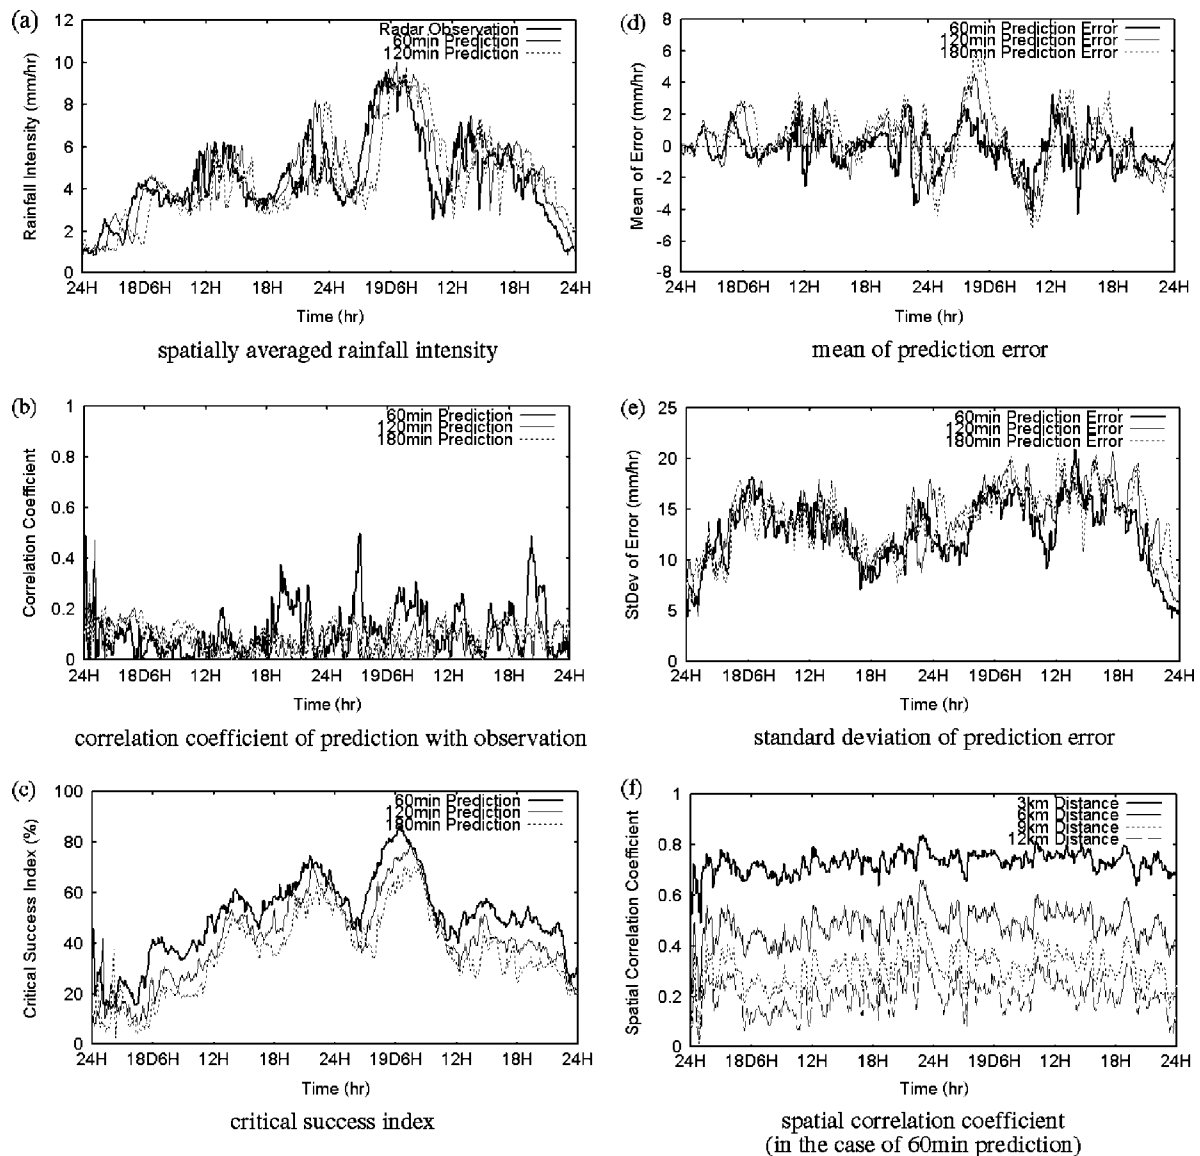 (a)
12
10
8
6
4
2
0
Rainfall Intensity (mm/hr)
Radar Observation
60min Prediction
120min Prediction
24H 18D6H 12H 18H 24H 19D6H 12H 18H 24H
Time (hr)
spatially averaged rainfall intensity
(d)
8
6
4
2
0
-2
-4
-6
-8
Mean of Error (mm/hr)
60min Prediction Error
120min Prediction Error
180min Prediction Error
24H 18D6H 12H 18H 24H 19D6H 12H 18H 24H
Time (hr)
mean of prediction error
(b)
1
0.8
0.6
0.4
0.2
0
Correlation Coefficient
60min Prediction
120min Prediction
180min Prediction
24H 18D6H 12H 18H 24H 19D6H 12H 18H 24H
Time (hr)
correlation coefficient of prediction with observation
(e)
25
20
15
10
5
0
StDev of Error (mm/hr)
60min Prediction Error
120min Prediction Error
180min Prediction Error
24H 18D6H 12H 18H 24H 19D6H 12H 18H 24H
Time (hr)
standard deviation of prediction error
(c)
100
80
60
40
20
0
Critical Success Index (%)
60min Prediction
120min Prediction
180min Prediction
24H 18D6H 12H 18H 24H 19D6H 12H 18H 24H
Time (hr)
critical success index
(f)
1
0.8
0.6
0.4
0.2
0
Spatial Correlation Coefficient
3km Distance
6km Distance
9km Distance
12km Distance
24H 18D6H 12H 18H 24H 19D6H 12H 18H 24H
Time (hr)
spatial correlation coefficient
(in the case of 60min prediction)